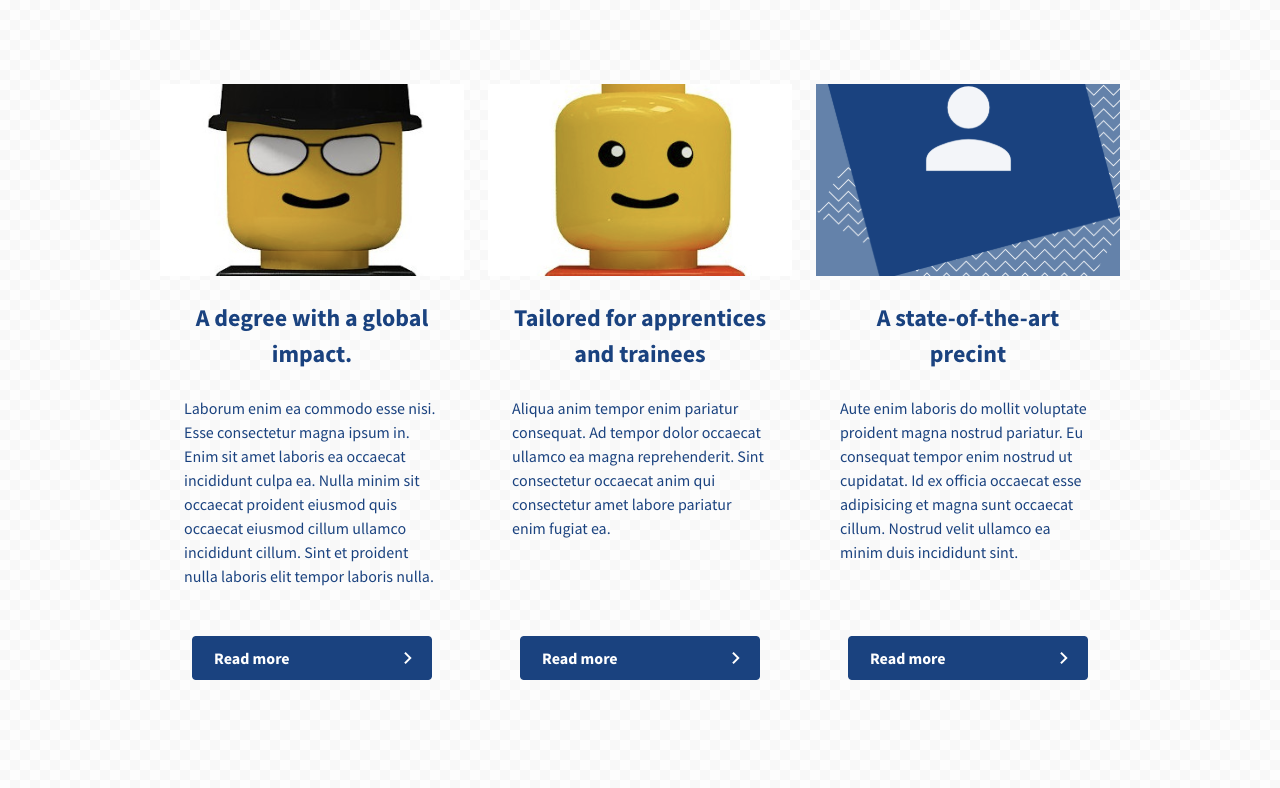 A degree with a global
impact.
Laborum enim ea commodo esse nisi.
Esse consectetur magna ipsum in.
Enim sit amet laboris ea occaecat
incididunt culpa ea. Nulla minim sit
occaecat proident eiusmod quis
occaecat eiusmod cillum ullamco
incididunt cillum. Sint et proident
nulla laboris elit tempor laboris nulla.
Read more
Tailored for apprentices
and trainees
Aliqua anim tempor enim pariatur
consequat. Ad tempor dolor occaecat
ullamco ea magna reprehenderit. Sint
consectetur occaecat anim qui
consectetur amet labore pariatur
enim fugiat ea.
Read more
A state-of-the-art
precint
Aute enim laboris do mollit voluptate
proident magna nostrud pariatur. Eu
consequat tempor enim nostrud ut
cupidatat. Id ex officia occaecat esse
adipisicing et magna sunt occaecat
cillum. Nostrud velit ullamco ea
minim duis incididunt sint.
Read more